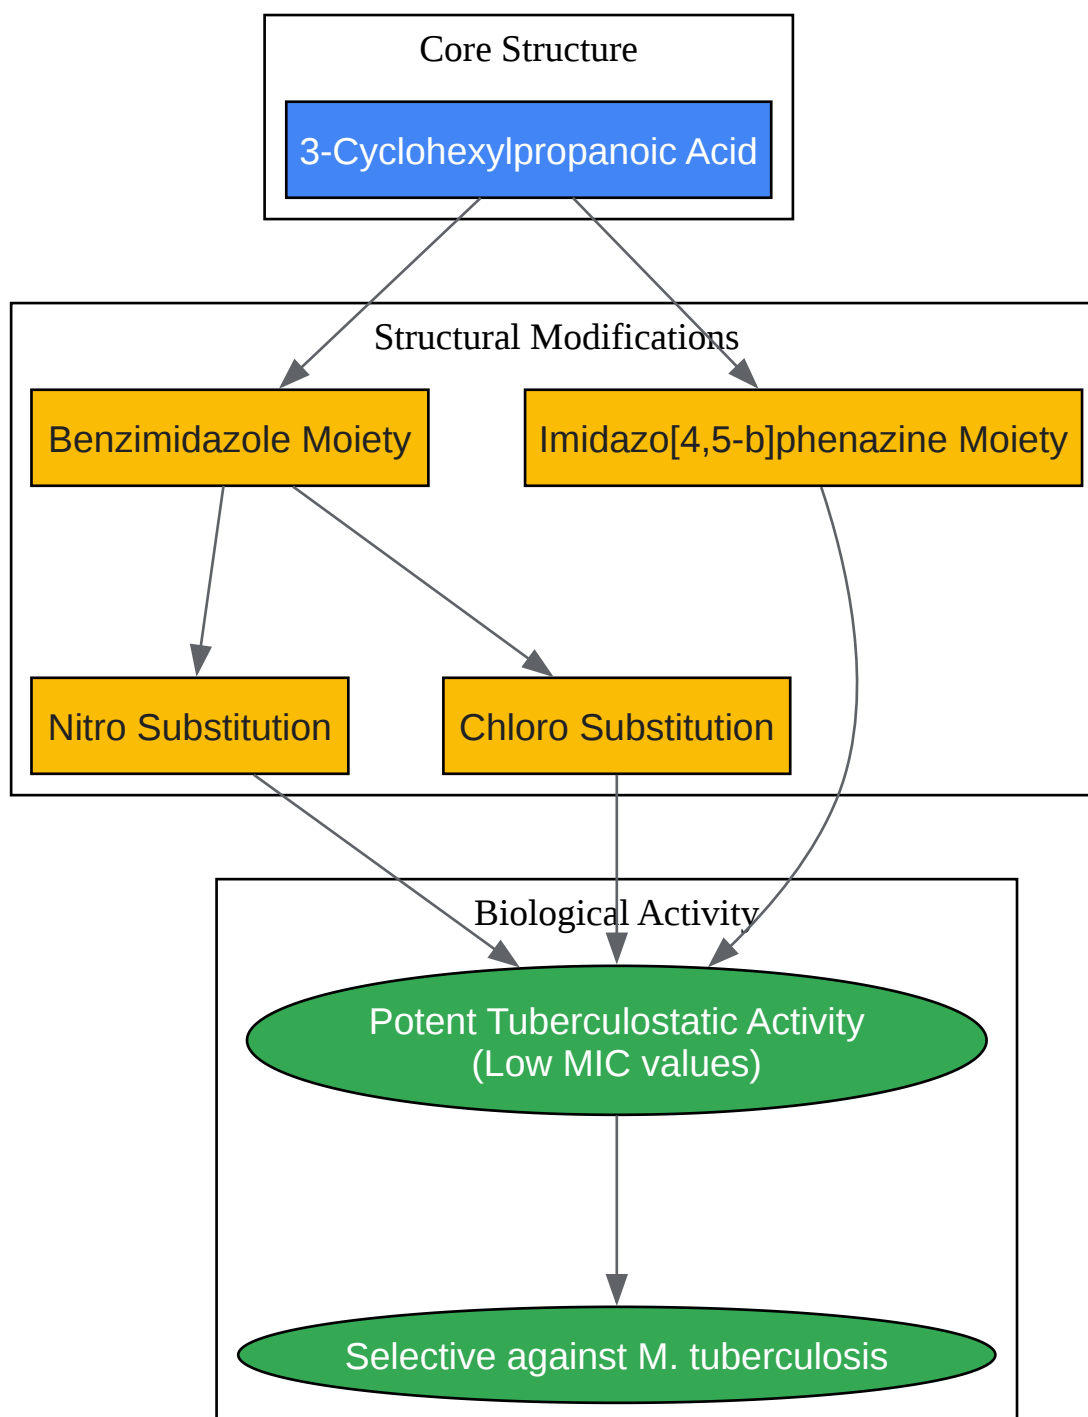 Core Structure
3-Cyclohexylpropanoic Acid
Structural Modifications
Benzimidazole Moiety
Imidazo[4,5-b]phenazine Moiety
Nitro Substitution
Chloro Substitution
Biological Activity
Potent Tuberculostatic Activity
(Low MIC values)
Selective against M. tuberculosis